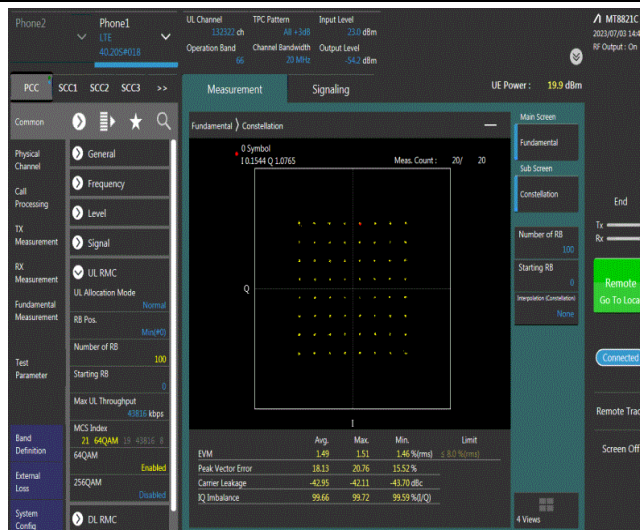 Phone2
Phone1
LTE
40.20S#018
UL Channel
132322 ch
TPC Pattern
All +3dB
Input Level
23.0 dBm
Operation Band
66
Channel Bandwidth
20 MHz
Output Level
-54.2 dBm
MT8821C
2023/07/03 14:4
RF Output : On
PCC SCC1 SCC2 SCC3 >>
Measurement
Signaling
UE Power : 19.9 dBm
Common
Physical
Channel
Call
Processing
TX
Measurement
RX
Measurement
Fundamental
Measurement
Test
Parameter
Band
Definition
External
Loss
System
Config
General
Frequency
Level
Signal
UL RMC
UL Allocation Mode
Normal
RB Pos.
Min(#0)
Number of RB
100
Starting RB
0
Max UL Throughput
43816 kbps
MCS Index
21 64QAM 19 43816 8
64QAM
Enabled
256QAM
Disabled
DL RMC
Fundamental > Constellation
0 Symbol
I 0.1544 Q 1.0765
Meas. Count : 20/ 20
Q
I
Avg. Max. Min. Limit
EVM 1.49 1.51 1.46 %(rms) ≤ 8.0 %(rms)
Peak Vector Error 18.13 20.76 15.52 %
Carrier Leakage -42.95 -42.11 -43.70 dBc
IQ Imbalance 99.66 99.72 99.59 %(I/Q)
Main Screen
Fundamental
Sub Screen
Constellation
Number of RB
100
Starting RB
0
Interpolation (Constellation)
None
4 Views
End
Tx
Rx
Remote
Go To Loca
Connected
Remote Trac
Screen Off